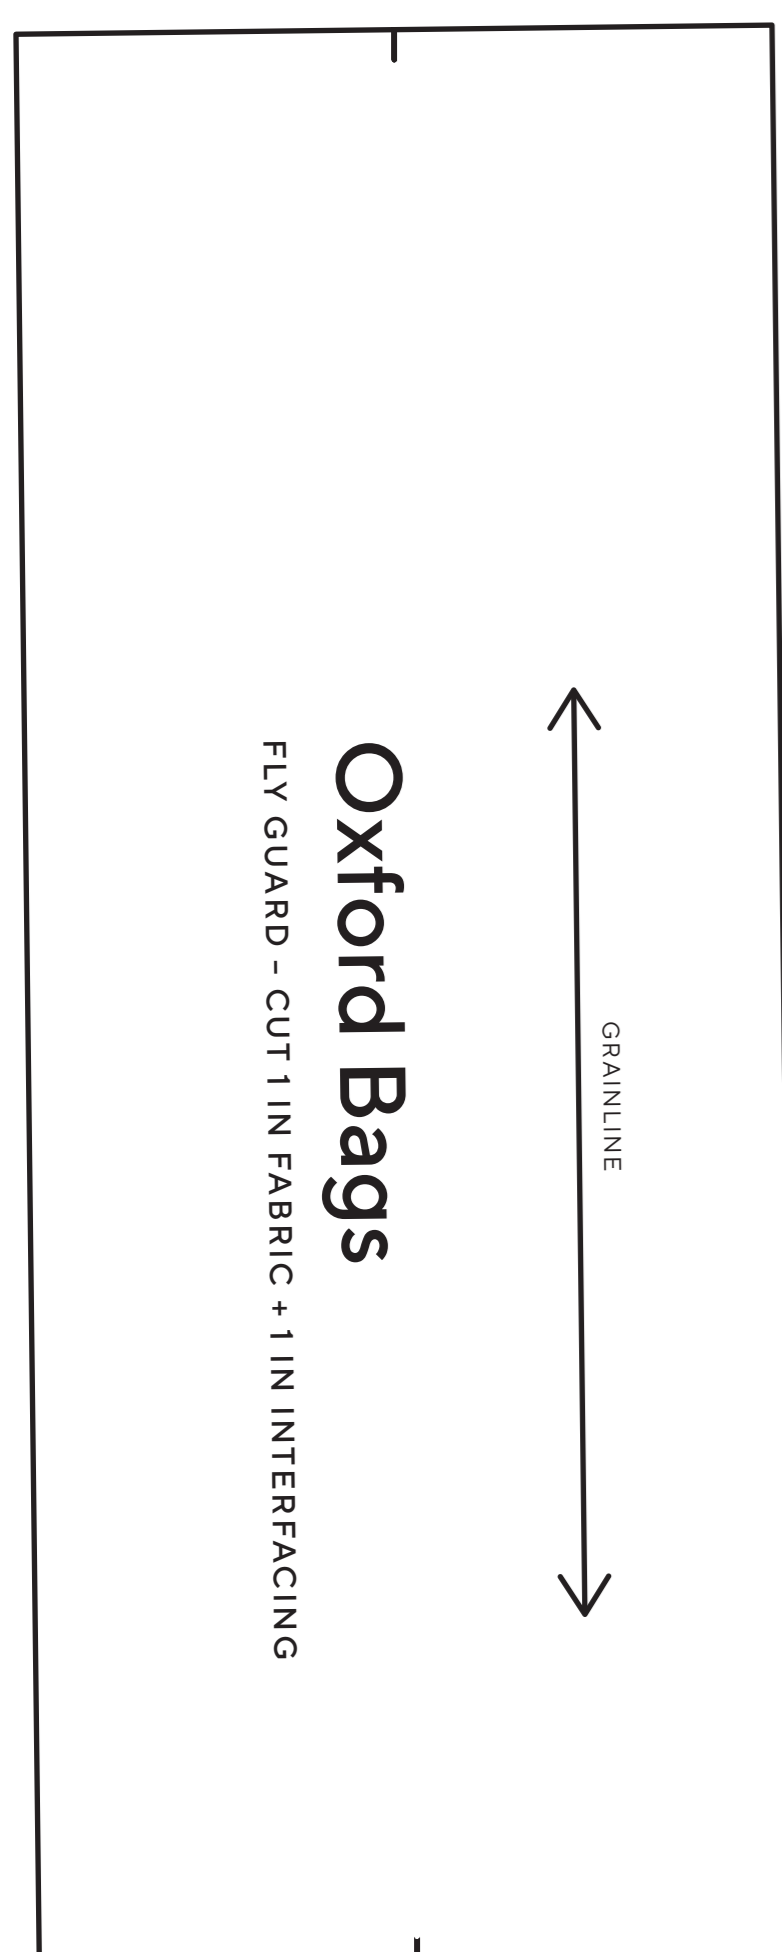 Oxford Bags
FLY GUARD – CUT 1 IN FABRIC + 1 IN INTERFACING
GRAINLINE